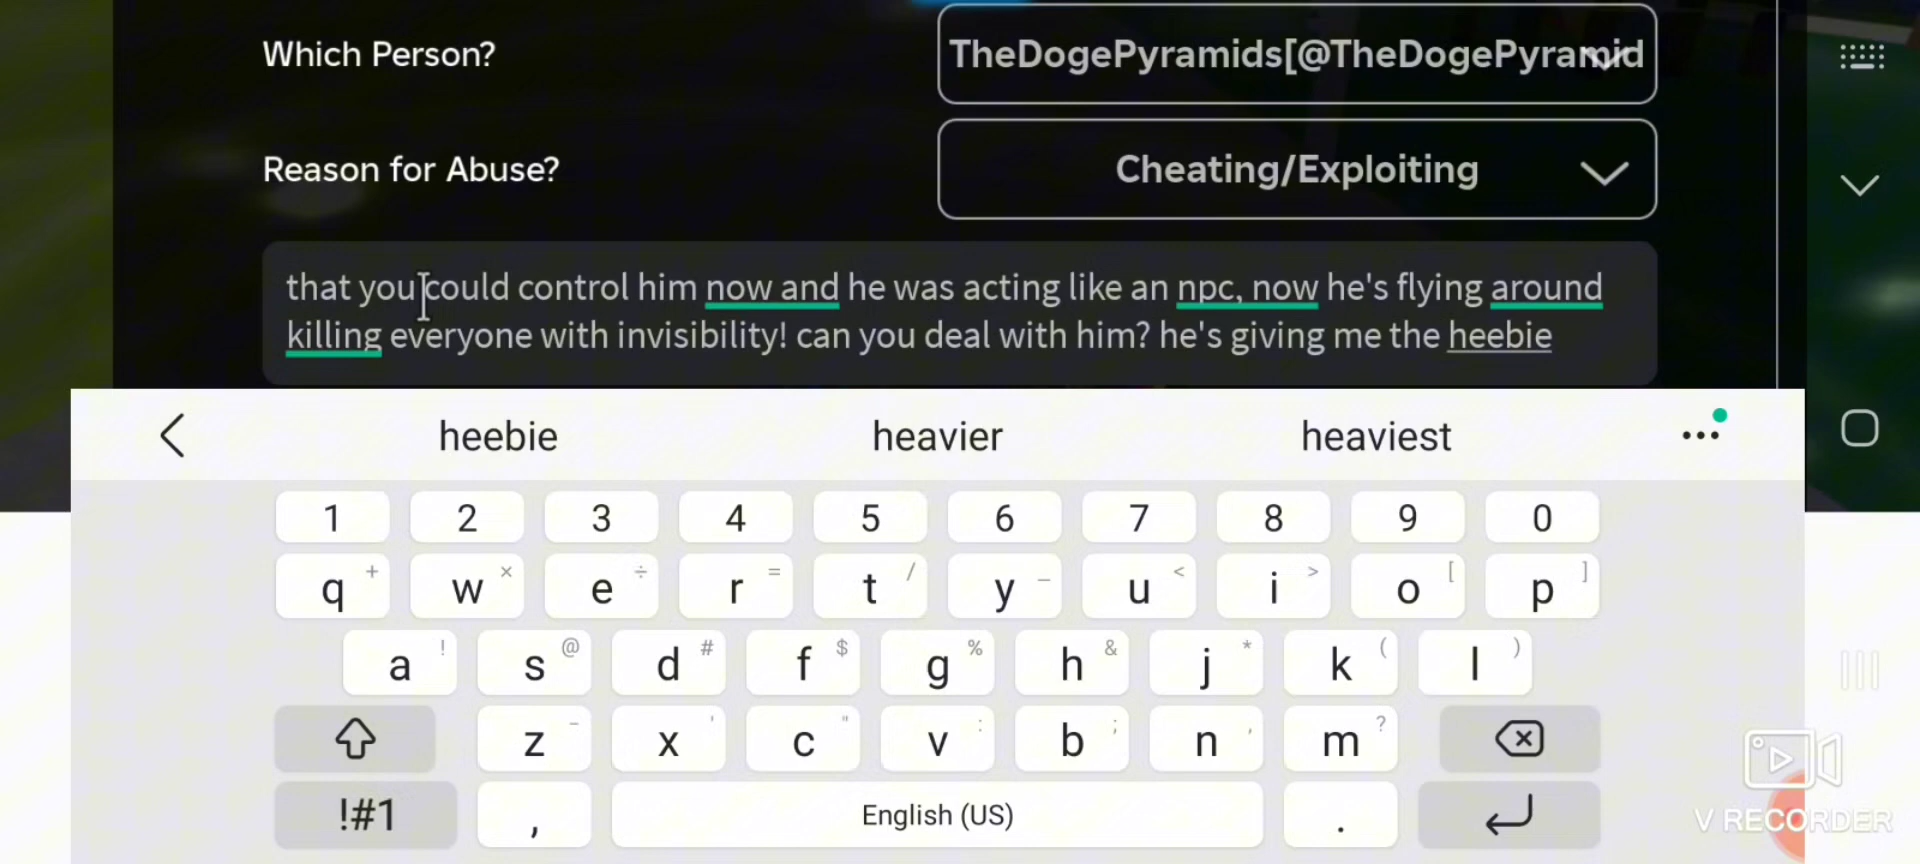 Which Person?
TheDogePyramids[@TheDogePyramid
Reason for Abuse?
Cheating/Exploiting
that you could control him now and he was acting like an npc, now he's flying around
killing everyone with invisibility! can you deal with him? he's giving me the heebie
heebie heavier heaviest ...
1 2 3 4 5 6 7 8 9 0
q + w × e ÷ r = t / y _ u < i > o [ p ]
a ! s @ d # f $ g % h & j * k ( l )
z - x ' c " v : b ; n , m ?
!#1 , English (US) .
V RECORDER